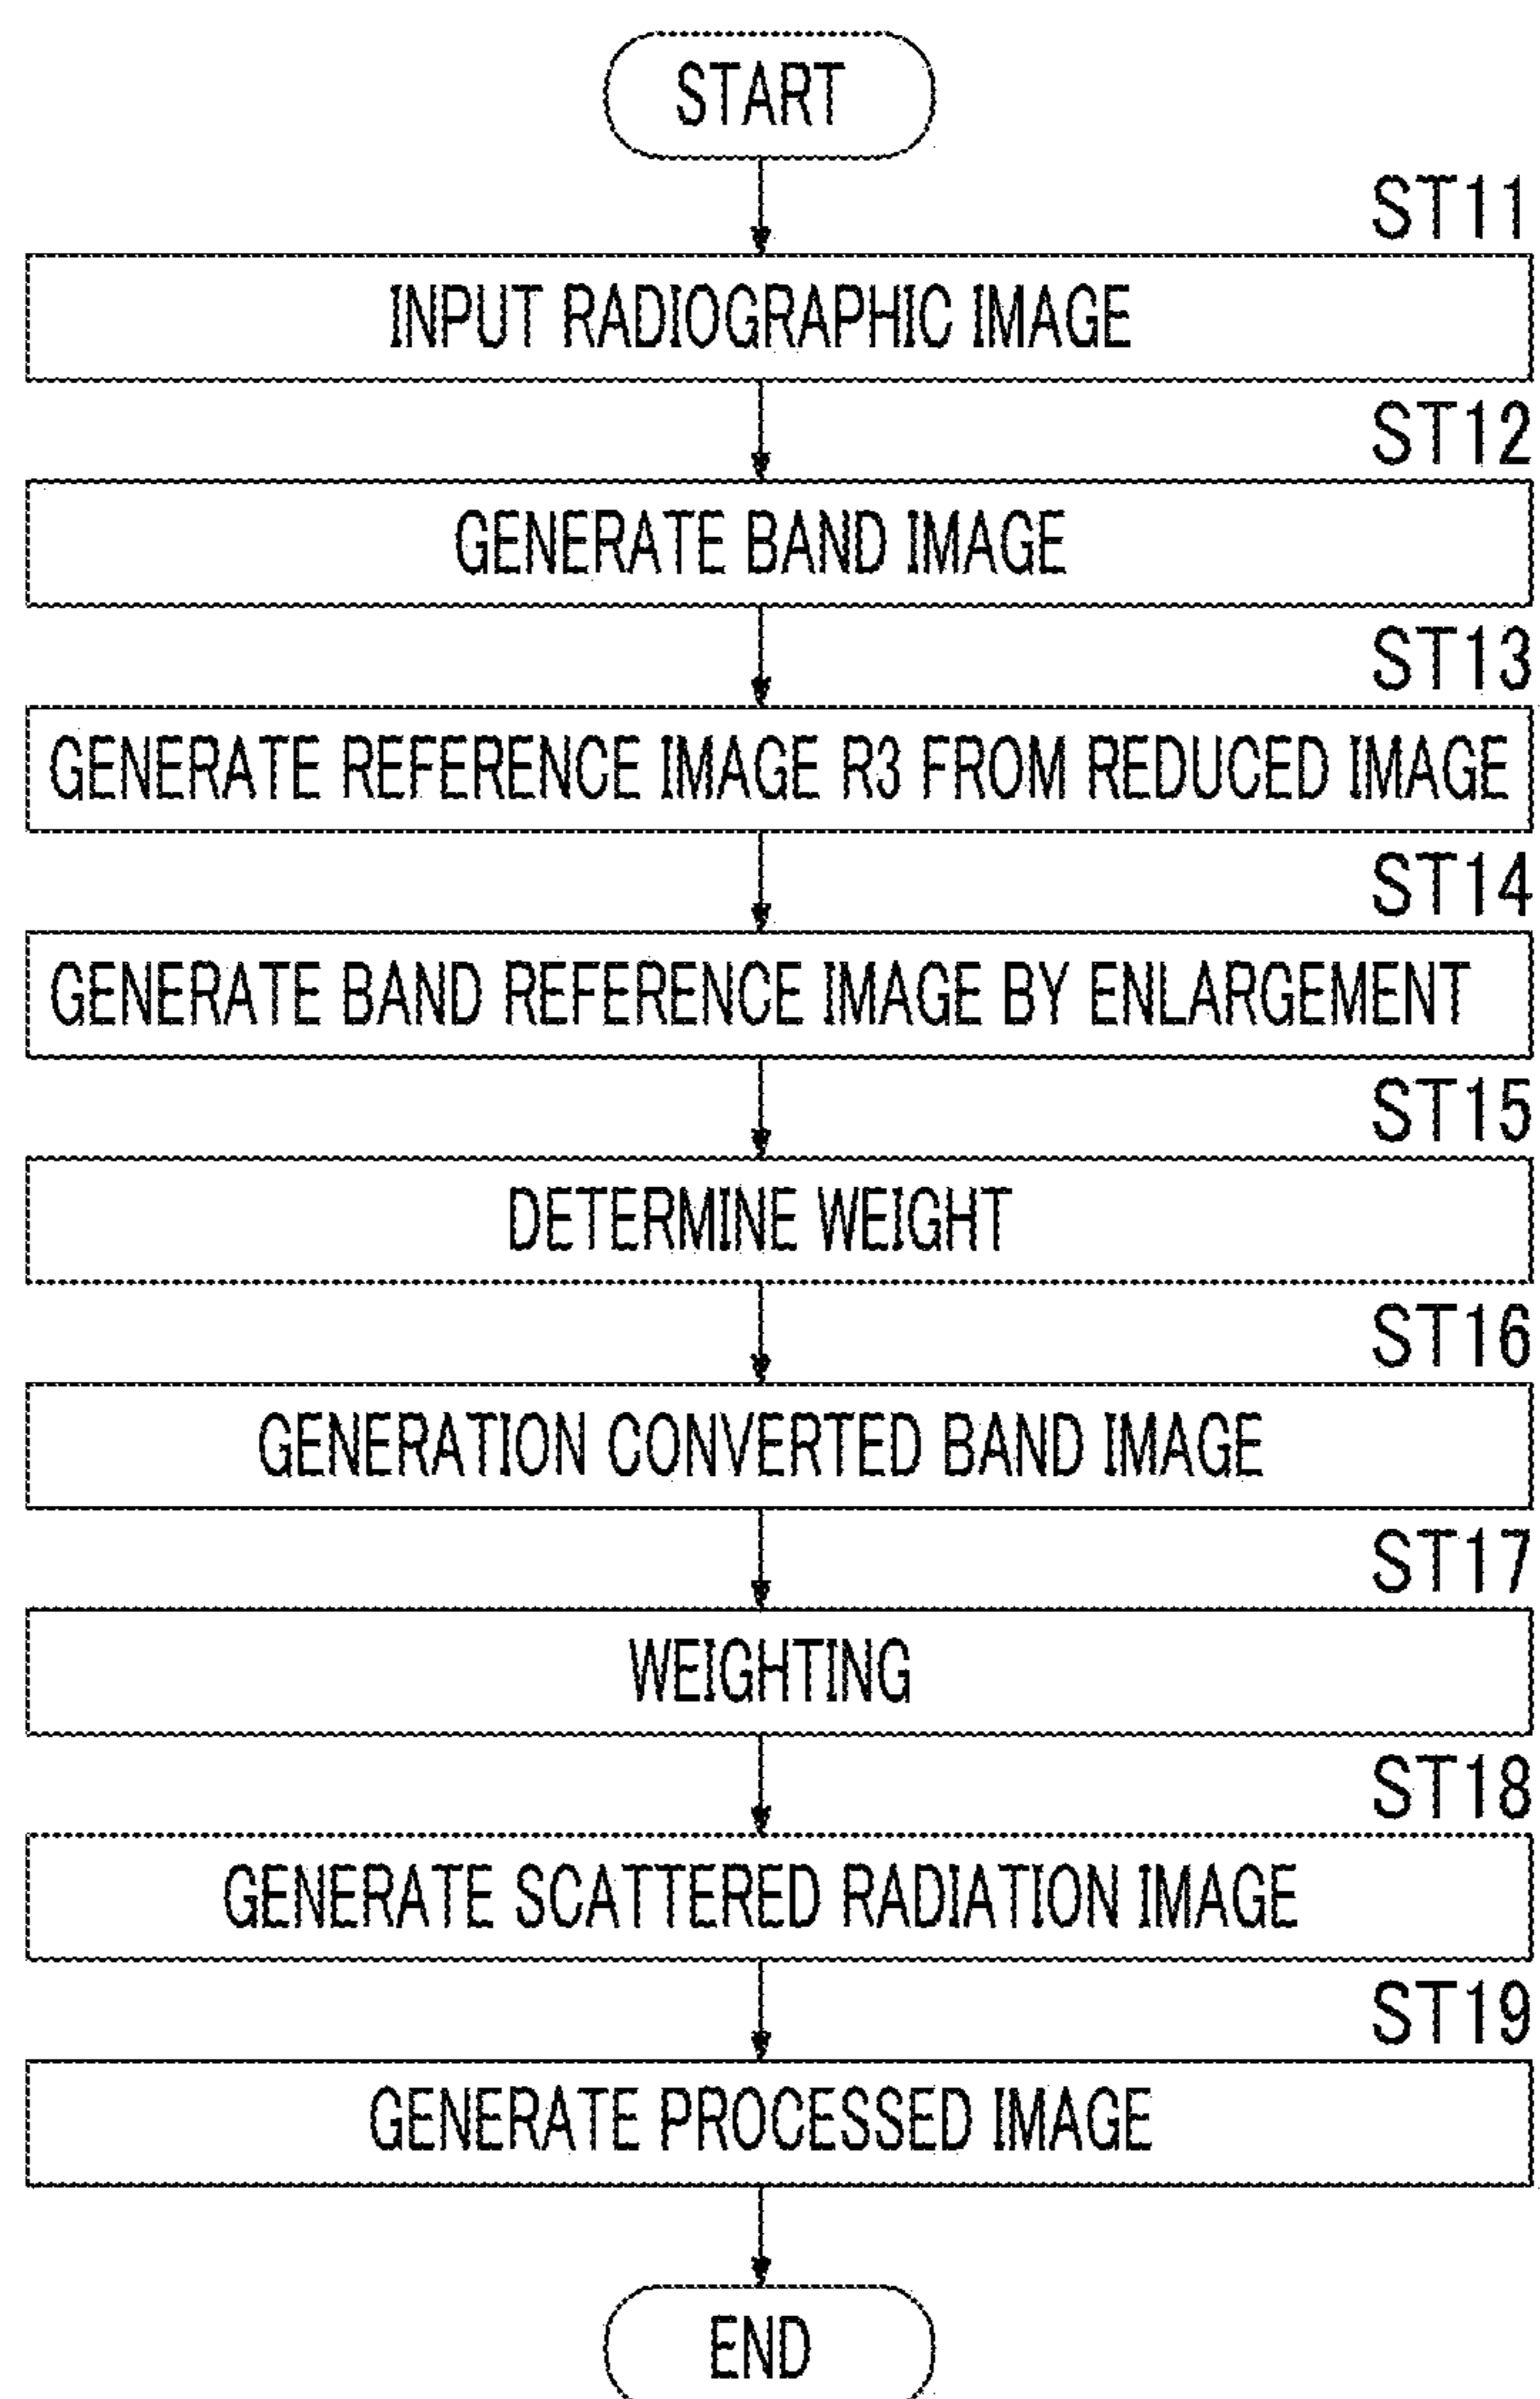 START
ST11
INPUT RADIOGRAPHIC IMAGE
ST12
GENERATE BAND IMAGE
ST13
GENERATE REFERENCE IMAGE R3 FROM REDUCED IMAGE
ST14
GENERATE BAND REFERENCE IMAGE BY ENLARGEMENT
ST15
DETERMINE WEIGHT
ST16
GENERATION CONVERTED BAND IMAGE
ST17
WEIGHTING
ST18
GENERATE SCATTERED RADIATION IMAGE
ST19
GENERATE PROCESSED IMAGE
END